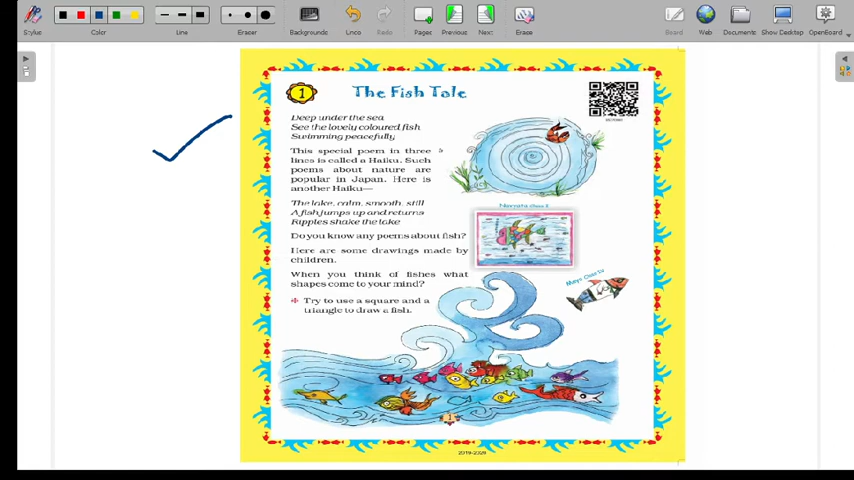 Stylus
Color
Line
Eraser
Backgrounds
Undo
Redo
Pages
Previous
Next
Erase
Board
Web
Documents
Show Desktop
OpenBoard
1
The Fish Tale
Deep under the sea
See the lovely coloured fish
Swimming peacefully
This special poem in three
lines is called a Haiku. Such
poems about nature are
popular in Japan. Here is
another Haiku—
The lake, calm, smooth, still
A fish jumps up and returns
Ripples shake the lake
Do you know any poems about fish?
Here are some drawings made by
children.
When you think of fishes what
shapes come to your mind?
Try to use a square and a
triangle to draw a fish.
1
2019-2020